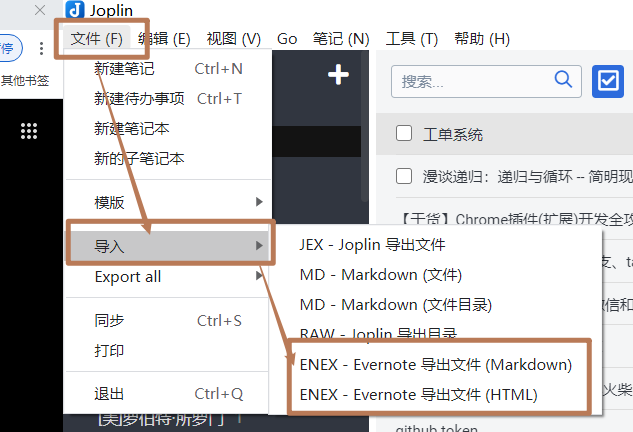 Joplin
停
文件 (F) 编辑 (E) 视图 (V) Go 笔记 (N) 工具 (T) 帮助 (H)
其他书签
新建笔记 Ctrl+N
新建待办事项 Ctrl+T
新建笔记本
新的子笔记本
模版
导入
Export all
同步 Ctrl+S
打印
退出 Ctrl+Q
JEX - Joplin 导出文件
MD - Markdown (文件)
MD - Markdown (文件目录)
RAW - Joplin 导出目录
ENEX - Evernote 导出文件 (Markdown)
ENEX - Evernote 导出文件 (HTML)
搜索...
工单系统
漫谈递归：递归与循环 -- 简明现
【干货】Chrome插件(扩展)开发全攻
支、ta
微信和
火柴
github token
[美]罗伯特·所罗门